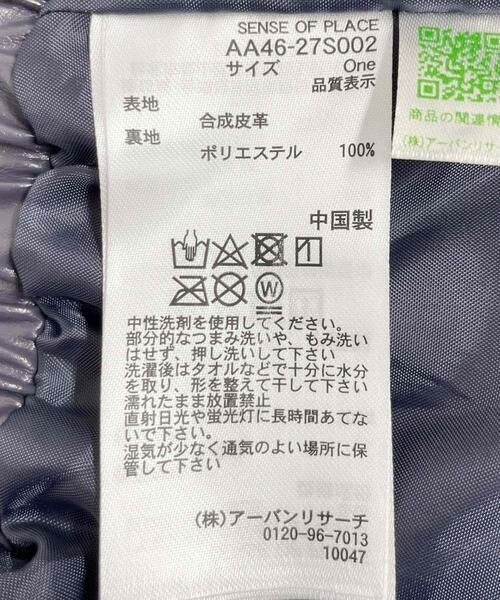 SENSE OF PLACE
AA46-27S002
サイズ One
品質表示
表地
合成皮革
裏地
ポリエステル 100%
中国製
中性洗剤を使用してください。
部分的なつまみ洗いや、もみ洗い
はせず、押し洗いして下さい
洗濯後はタオルなどで十分に水分
を取り、形を整えて干して下さい
濡れたまま放置禁止
直射日光や蛍光灯に長時間あてな
いで下さい。
湿気が少なく通気のよい場所に保
管して下さい
(株)アーバンリサーチ
0120-96-7013
10047
商品の関連情
(株)アーバンリサ